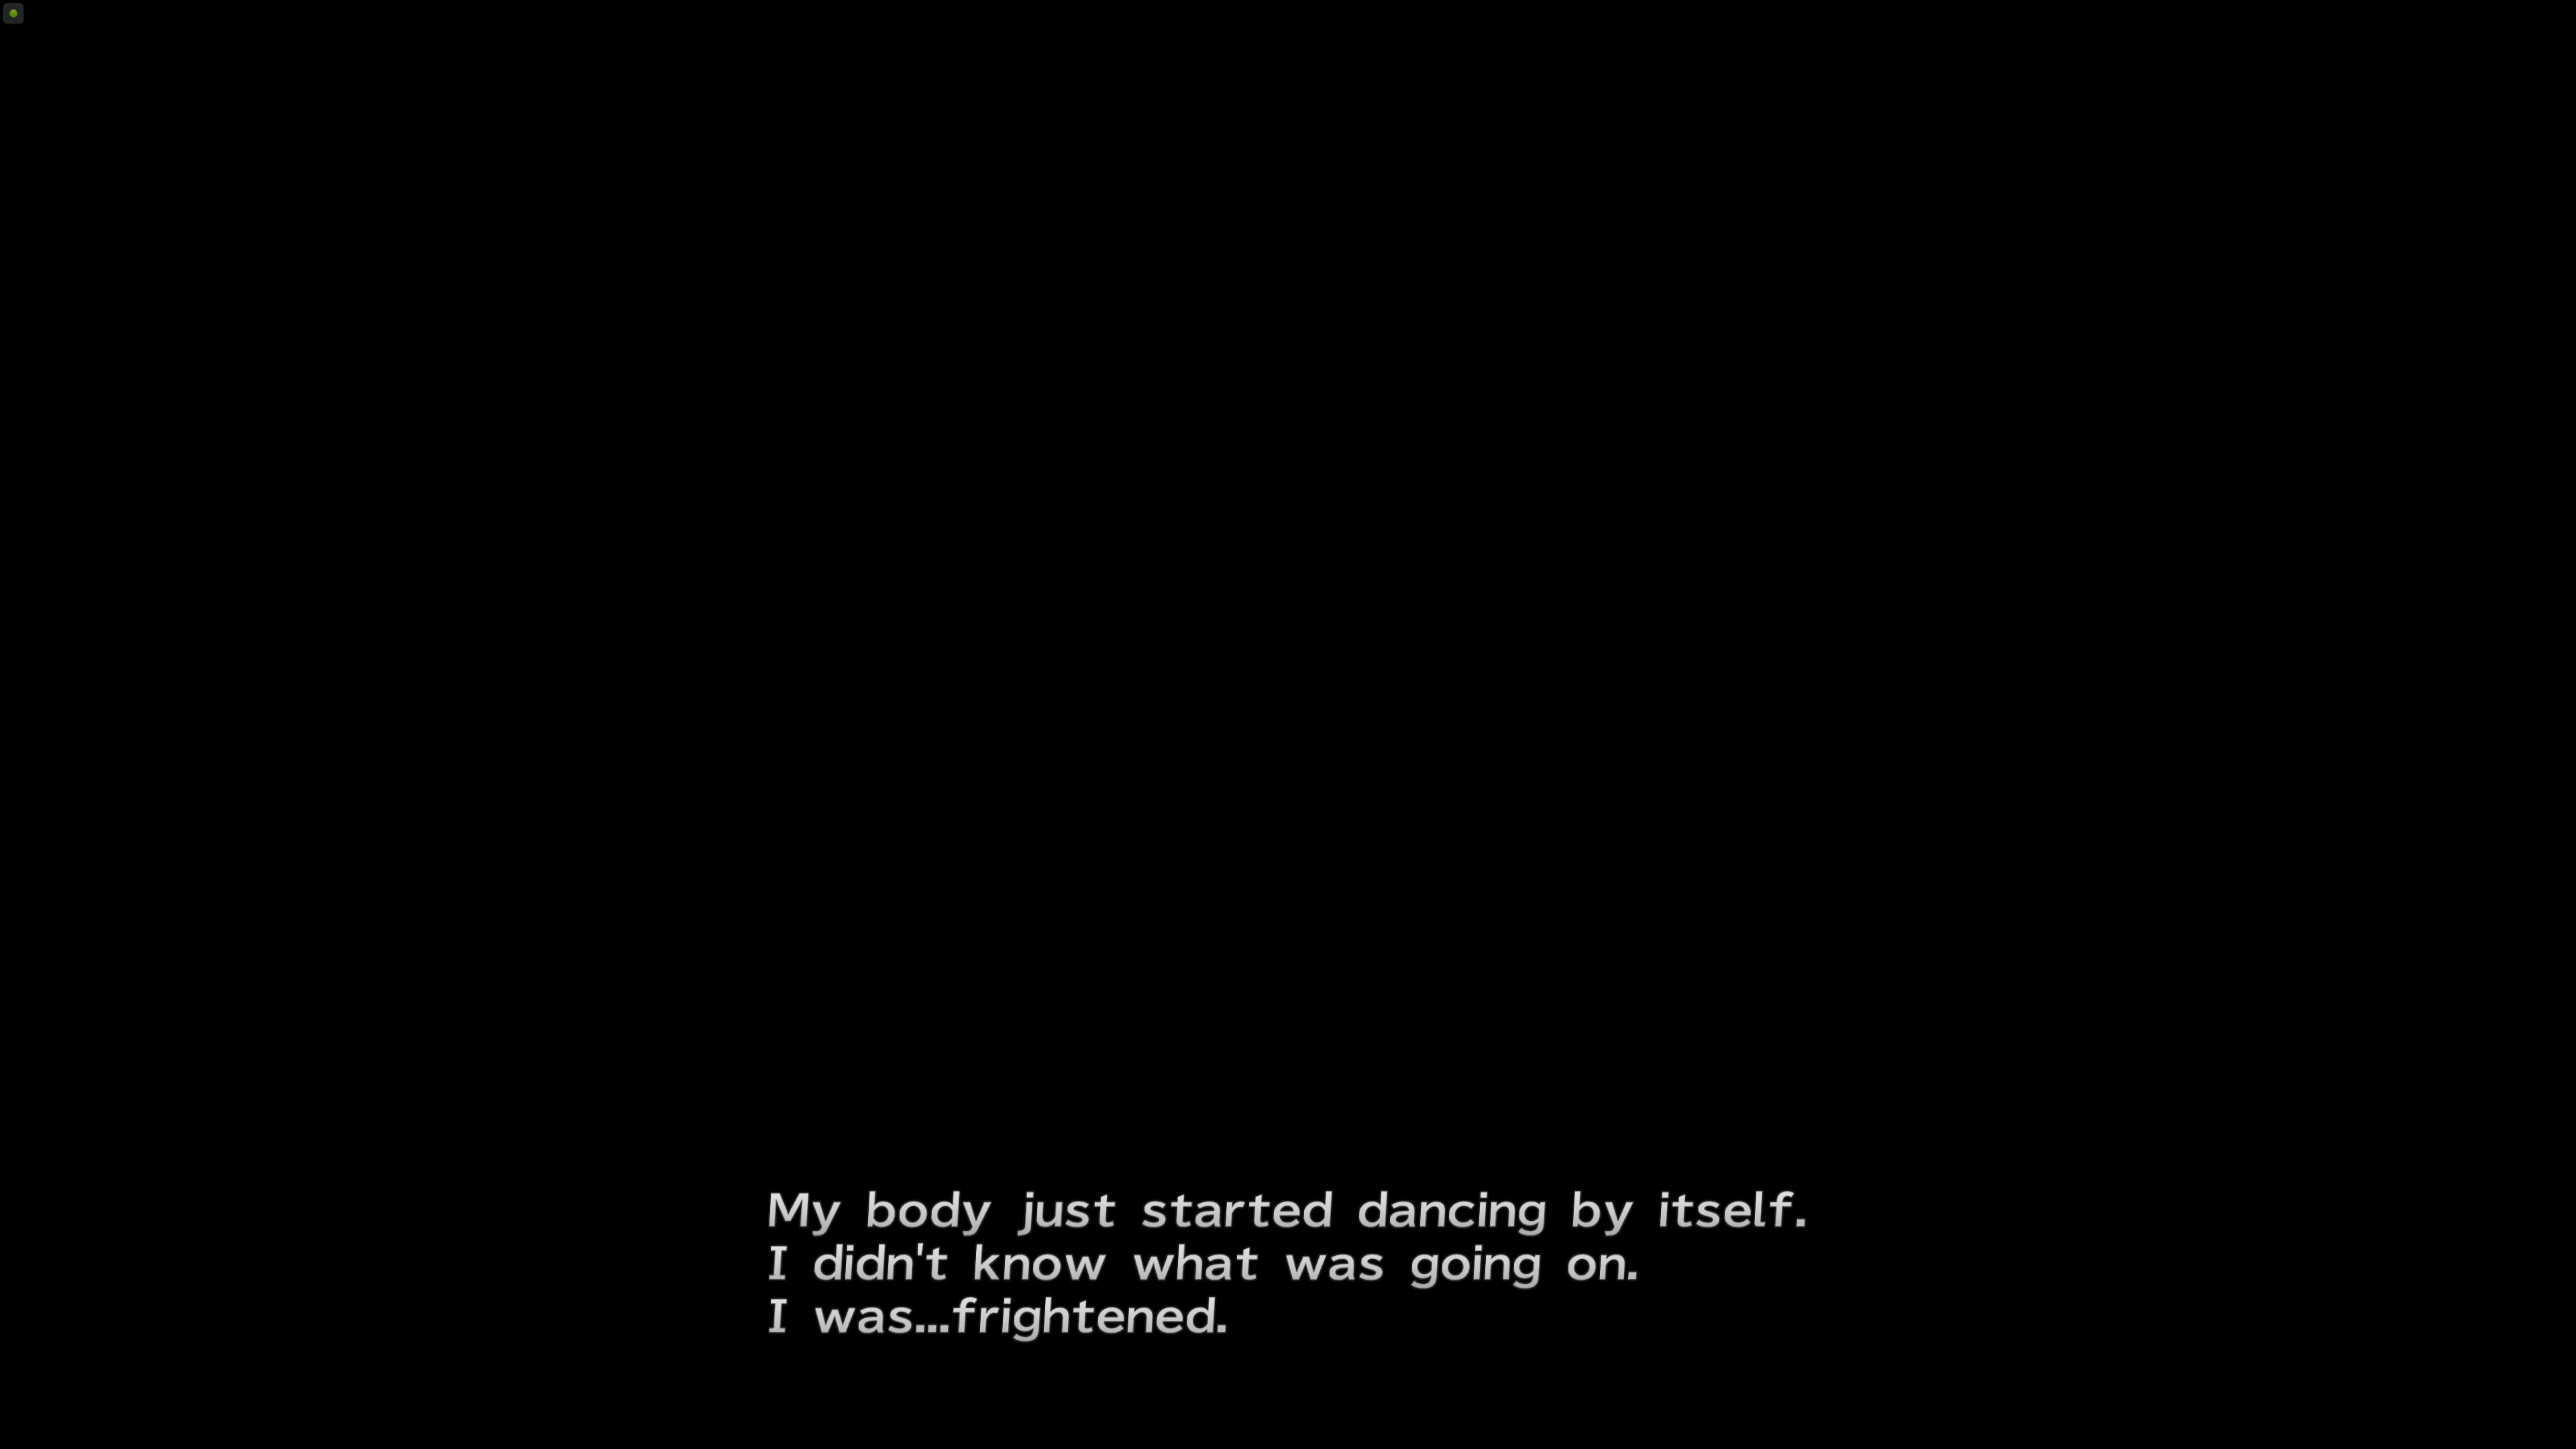 My body just started dancing by itself.
I didn't know what was going on.
I was...frightened.